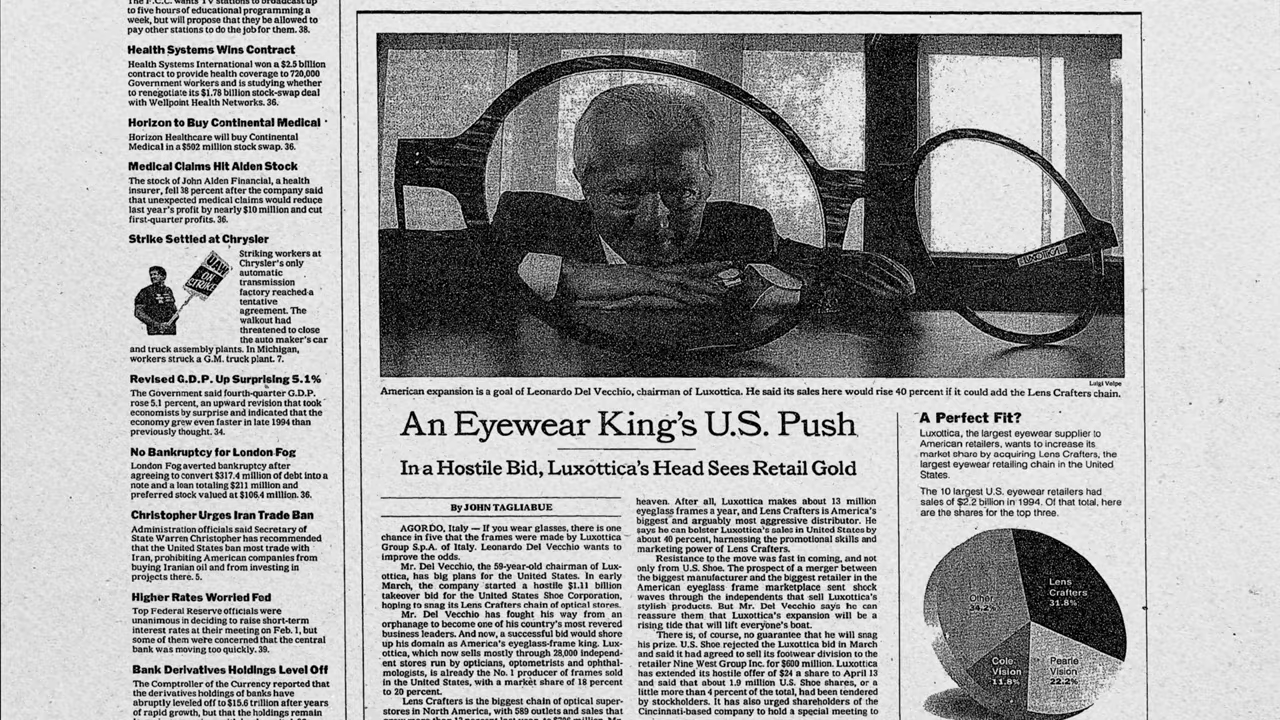 The F.C.C. wants TV stations to broadcast up
to five hours of educational programming a
week, but will propose that they be allowed to
pay other stations to do the job for them. 38.
Health Systems Wins Contract
Health Systems International won a $2.5 billion
contract to provide health coverage to 720,000
Government workers and is studying whether
to renegotiate its $1.78 billion stock-swap deal
with Wellpoint Health Networks. 36.
Horizon to Buy Continental Medical
Horizon Healthcare will buy Continental
Medical in a $502 million stock swap. 36.
Medical Claims Hit Alden Stock
The stock of John Alden Financial, a health
insurer, fell 38 percent after the company said
that unexpected medical claims would reduce
last year's profit by nearly $10 million and cut
first-quarter profits. 36.
Strike Settled at Chrysler
UAW
ON
STRIKE
Striking workers at
Chrysler's only
automatic
transmission
factory reached a
tentative
agreement. The
walkout had
threatened to close
the auto maker's car
and truck assembly plants. In Michigan,
workers struck a G.M. truck plant. 7.
Revised G.D.P. Up Surprising 5.1%
The Government said fourth-quarter G.D.P.
rose 5.1 percent, an upward revision that took
economists by surprise and indicated that the
economy grew even faster in late 1994 than
previously thought. 34.
No Bankruptcy for London Fog
London Fog averted bankruptcy after
agreeing to convert $317.4 million of debt into a
note and a loan totaling $211 million and
preferred stock valued at $106.4 million. 36.
Christopher Urges Iran Trade Ban
Administration officials said Secretary of
State Warren Christopher has recommended
that the United States ban most trade with
Iran, prohibiting American companies from
buying Iranian oil and from investing in
projects there. 5.
Higher Rates Worried Fed
Top Federal Reserve officials were
unanimous in deciding to raise short-term
interest rates at their meeting on Feb. 1, but
some of them were concerned that the central
bank was moving too quickly. 39.
Bank Derivatives Holdings Level Off
The Comptroller of the Currency reported that
the derivatives holdings of banks have
abruptly leveled off to $15.6 trillion after years
of rapid growth, but that the holdings remain
LUXOTTICA
Luigi Volpe
American expansion is a goal of Leonardo Del Vecchio, chairman of Luxottica. He said its sales here would rise 40 percent if it could add the Lens Crafters chain.
An Eyewear King's U.S. Push
In a Hostile Bid, Luxottica's Head Sees Retail Gold
By JOHN TAGLIABUE
AGORDO, Italy — If you wear glasses, there is one
chance in five that the frames were made by Luxottica
Group S.p.A. of Italy. Leonardo Del Vecchio wants to
improve the odds.
Mr. Del Vecchio, the 59-year-old chairman of Lux-
ottica, has big plans for the United States. In early
March, the company started a hostile $1.11 billion
takeover bid for the United States Shoe Corporation,
hoping to snag its Lens Crafters chain of optical stores.
Mr. Del Vecchio has fought his way from an
orphanage to become one of his country's most revered
business leaders. And now, a successful bid would shore
up his domain as America's eyeglass-frame king. Lux-
ottica, which now sells mostly through 28,000 independ-
ent stores run by opticians, optometrists and ophthal-
mologists, is already the No. 1 producer of frames sold
in the United States, with a market share of 18 percent
to 20 percent.
Lens Crafters is the biggest chain of optical super-
stores in North America, with 589 outlets and sales that
heaven. After all, Luxottica makes about 13 million
eyeglass frames a year, and Lens Crafters is America's
biggest and arguably most aggressive distributor. He
says he can bolster Luxottica's sales in United States by
about 40 percent, harnessing the promotional skills and
marketing power of Lens Crafters.
Resistance to the move was fast in coming, and not
only from U.S. Shoe. The prospect of a merger between
the biggest manufacturer and the biggest retailer in the
American eyeglass frame marketplace sent shock
waves through the independents that sell Luxottica's
stylish products. But Mr. Del Vecchio says he can
reassure them that Luxottica's expansion will be a
rising tide that will lift everyone's boat.
There is, of course, no guarantee that he will snag
his prize. U.S. Shoe rejected the Luxottica bid in March
and said it had agreed to sell its footwear division to the
retailer Nine West Group Inc. for $600 million. Luxottica
has extended its hostile offer of $24 a share to April 13
and said that about 1.9 million U.S. Shoe shares, or a
little more than 4 percent of the total, had been tendered
by stockholders. It has also urged shareholders of the
Cincinnati-based company to hold a special meeting to
A Perfect Fit?
Luxottica, the largest eyewear supplier to
American retailers, wants to increase its
market share by acquiring Lens Crafters, the
largest eyewear retailing chain in the United
States.
The 10 largest U.S. eyewear retailers had
sales of $2.2 billion in 1994. Of that total, here
are the shares for the top three.
Lens
Crafters
31.8%
Other
Cole
Vision
11.8%
Pearle
Vision
22.2%